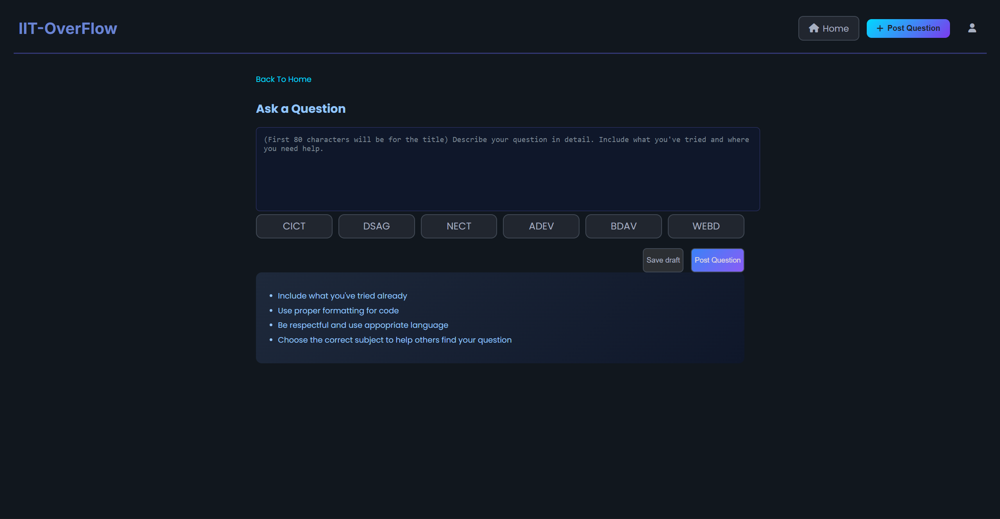 IIT-OverFlow
Home
+ Post Question
Back To Home
Ask a Question
(First 80 characters will be for the title) Describe your question in detail. Include what you've tried and where
you need help.
CICT
DSAG
NECT
ADEV
BDAV
WEBD
Save draft
Post Question
• Include what you've tried already
• Use proper formatting for code
• Be respectful and use appopriate language
• Choose the correct subject to help others find your question